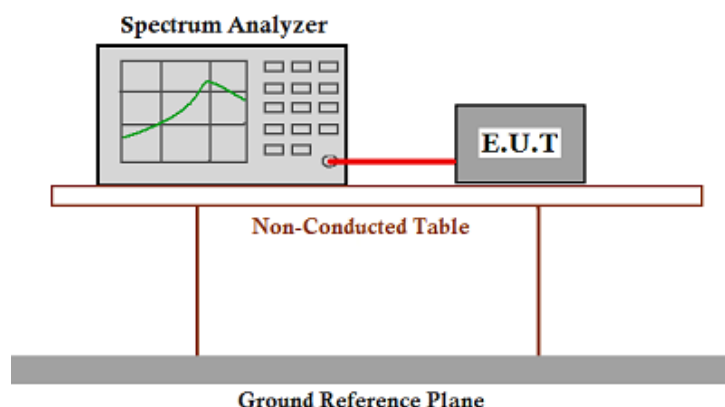 Spectrum Analyzer
E.U.T
Non-Conducted Table
Ground Reference Plane